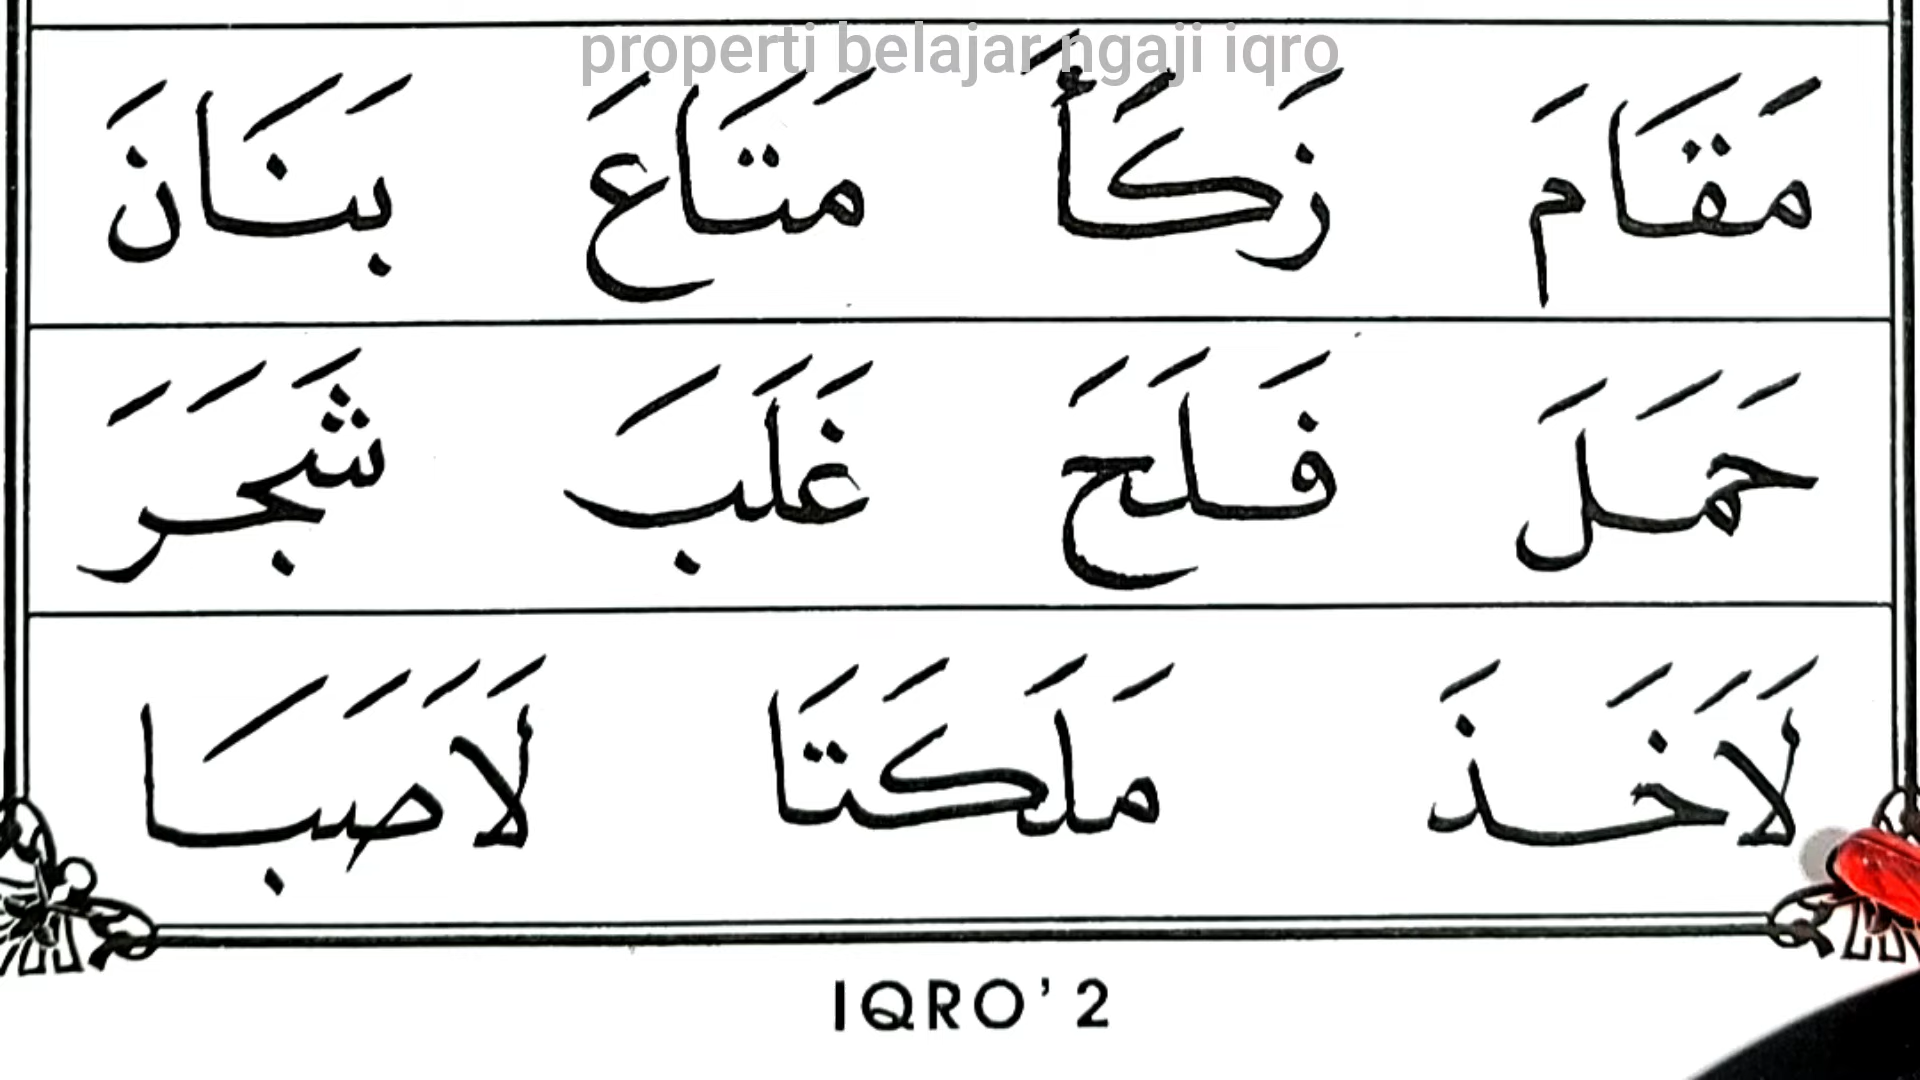 properti belajar ngaji iqro
مَقَامَ زَكَأَ مَتَاعَ بَنَانَ
حَمَلَ فَلَحَ غَلَبَ شَجَرَ
لَاَخَذَ مَلَكَتَا لَاَصَبَا
IQRO’2